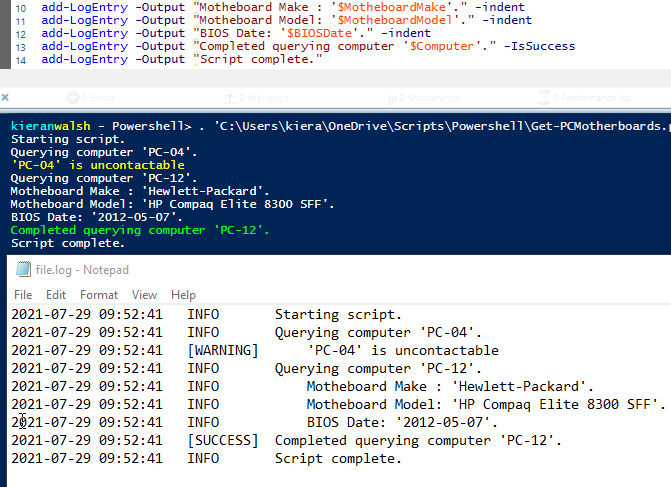 10 add-LogEntry -Output "Motheboard Make : '$MotheboardMake'." -indent
11 add-LogEntry -Output "Motheboard Model: '$MotheboardModel'." -indent
12 add-LogEntry -Output "BIOS Date: '$BIOSDate'." -indent
13 add-LogEntry -Output "Completed querying computer '$Computer'." -IsSuccess
14 add-LogEntry -Output "Script complete."
0 Errors 0 Warnings 0 Shortenings 0 Performance Iss...
kieranwalsh - Powershell> . 'C:\Users\kiera\OneDrive\Scripts\Powershell\Get-PCMotherboards.p
Starting script.
Querying computer 'PC-04'.
'PC-04' is uncontactable
Querying computer 'PC-12'.
Motheboard Make : 'Hewlett-Packard'.
Motheboard Model: 'HP Compaq Elite 8300 SFF'.
BIOS Date: '2012-05-07'.
Completed querying computer 'PC-12'.
Script complete.
file.log - Notepad
File Edit Format View Help
2021-07-29 09:52:41 INFO Starting script.
2021-07-29 09:52:41 INFO Querying computer 'PC-04'.
2021-07-29 09:52:41 [WARNING] 'PC-04' is uncontactable
2021-07-29 09:52:41 INFO Querying computer 'PC-12'.
2021-07-29 09:52:41 INFO Motheboard Make : 'Hewlett-Packard'.
2021-07-29 09:52:41 INFO Motheboard Model: 'HP Compaq Elite 8300 SFF'.
2021-07-29 09:52:41 INFO BIOS Date: '2012-05-07'.
2021-07-29 09:52:41 [SUCCESS] Completed querying computer 'PC-12'.
2021-07-29 09:52:41 INFO Script complete.